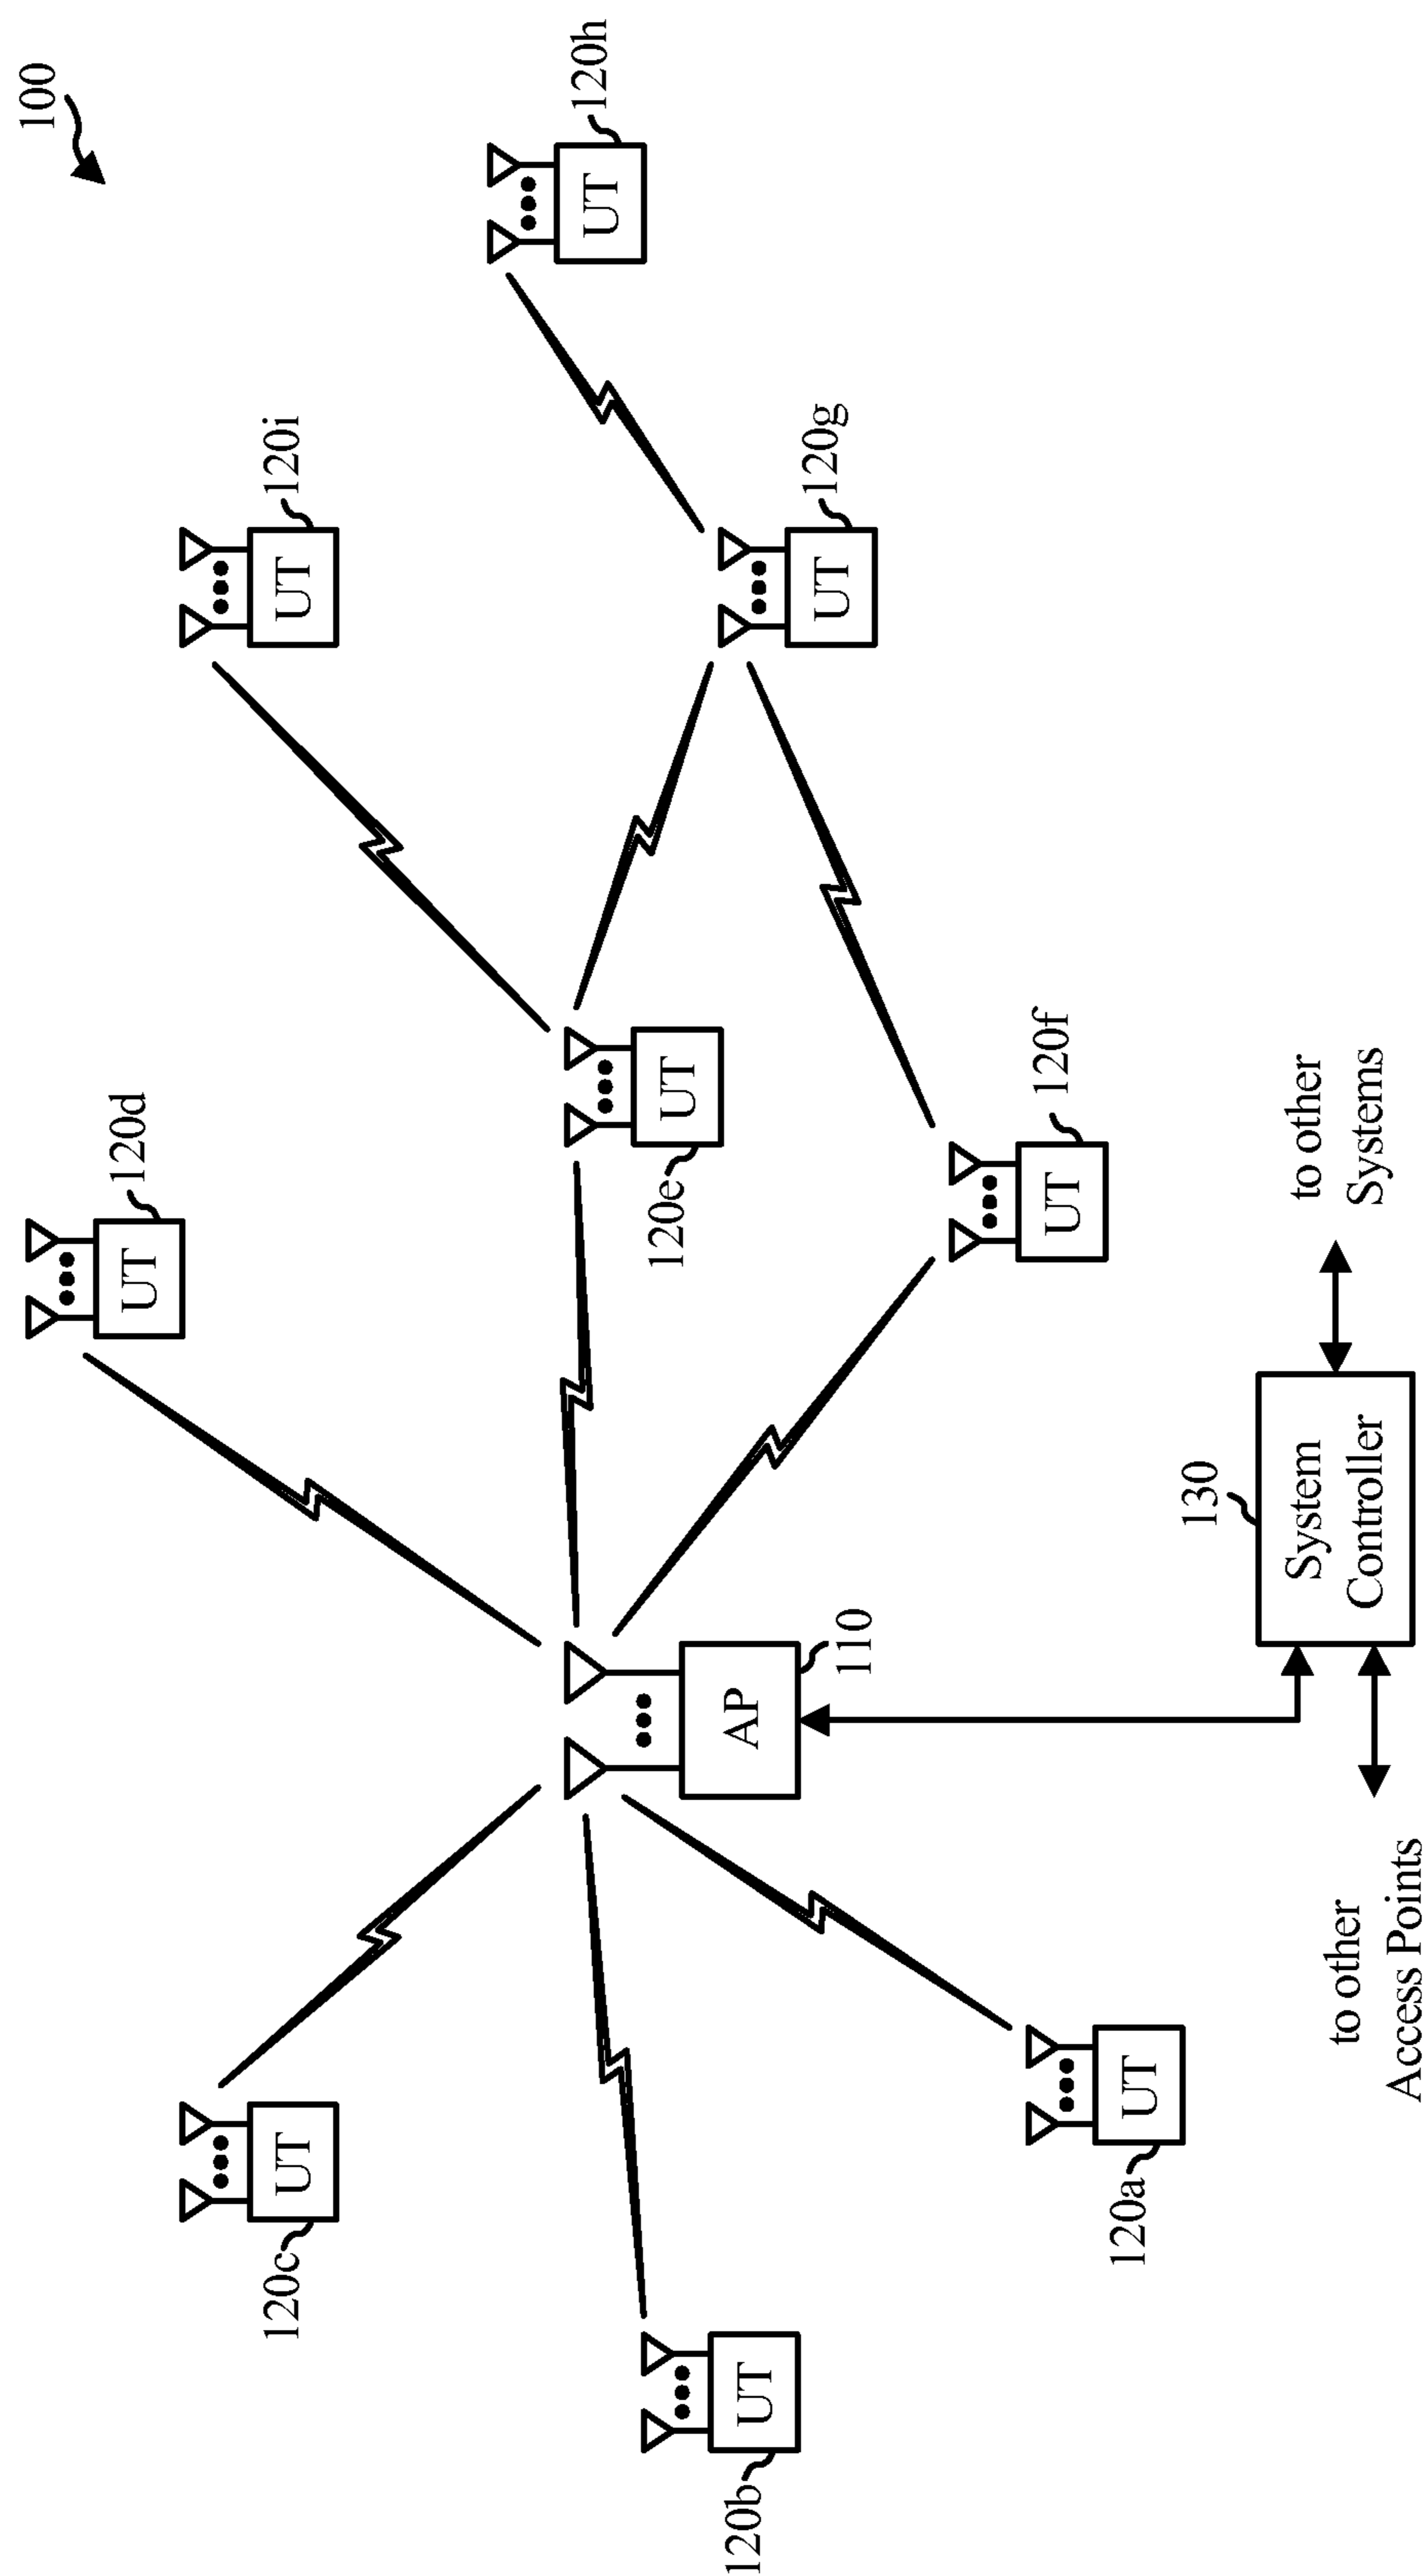 100
UT
120d
UT
120i
UT
120h
UT
120c
UT
120e
UT
120g
AP
110
UT
120b
UT
120f
UT
120a
130
System
Controller
to other
Systems
to other
Access Points